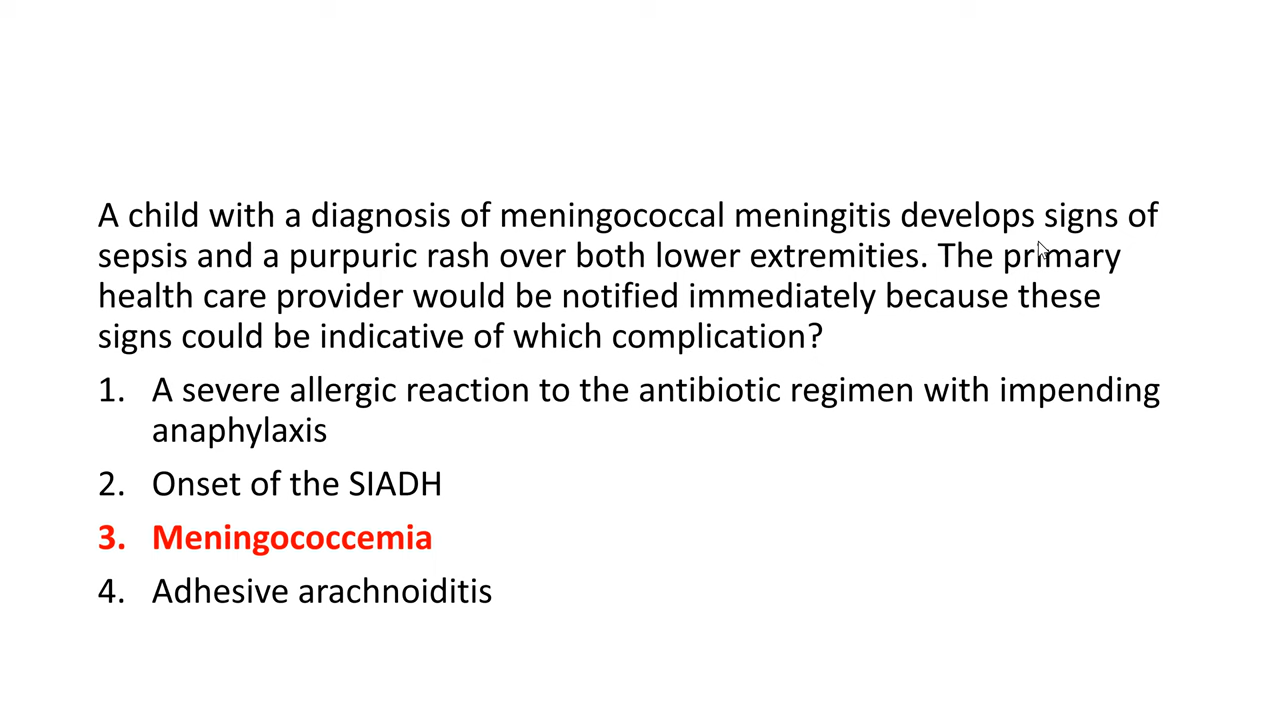 A child with a diagnosis of meningococcal meningitis develops signs of
sepsis and a purpuric rash over both lower extremities. The primary
health care provider would be notified immediately because these
signs could be indicative of which complication?
1. A severe allergic reaction to the antibiotic regimen with impending
anaphylaxis
2. Onset of the SIADH
3. Meningococcemia
4. Adhesive arachnoiditis